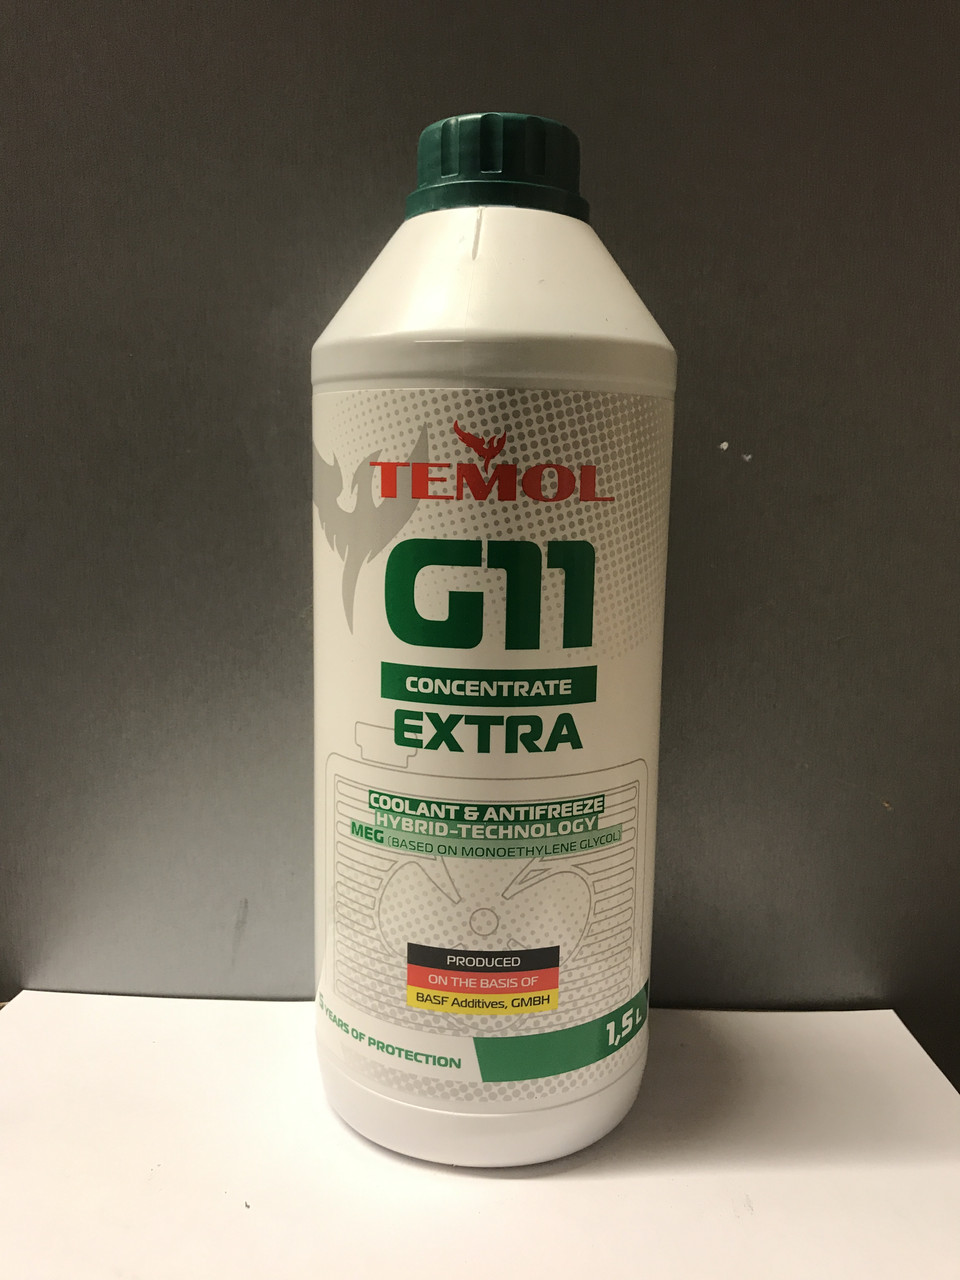 TEMOL
G11
CONCENTRATE
EXTRA
COOLANT & ANTIFREEZE
HYBRID-TECHNOLOGY
MEG (BASED ON MONOETHYLENE GLYCOL)
PRODUCED
ON THE BASIS OF
BASF Additives, GMBH
5 YEARS OF PROTECTION
1,5 L